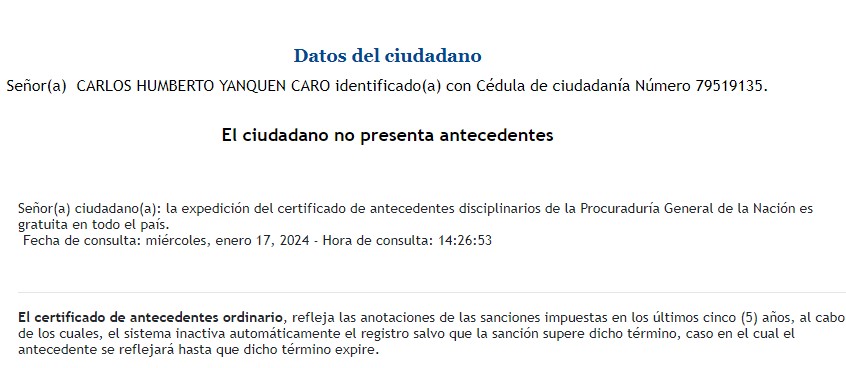 Datos del ciudadano
Señor(a) CARLOS HUMBERTO YANQUEN CARO identificado(a) con Cédula de ciudadanía Número 79519135.
El ciudadano no presenta antecedentes
Señor(a) ciudadano(a): la expedición del certificado de antecedentes disciplinarios de la Procuraduría General de la Nación es
gratuita en todo el país.
Fecha de consulta: miércoles, enero 17, 2024 - Hora de consulta: 14:26:53
El certificado de antecedentes ordinario, refleja las anotaciones de las sanciones impuestas en los últimos cinco (5) años, al cabo
de los cuales, el sistema inactiva automáticamente el registro salvo que la sanción supere dicho término, caso en el cual el
antecedente se reflejará hasta que dicho término expire.